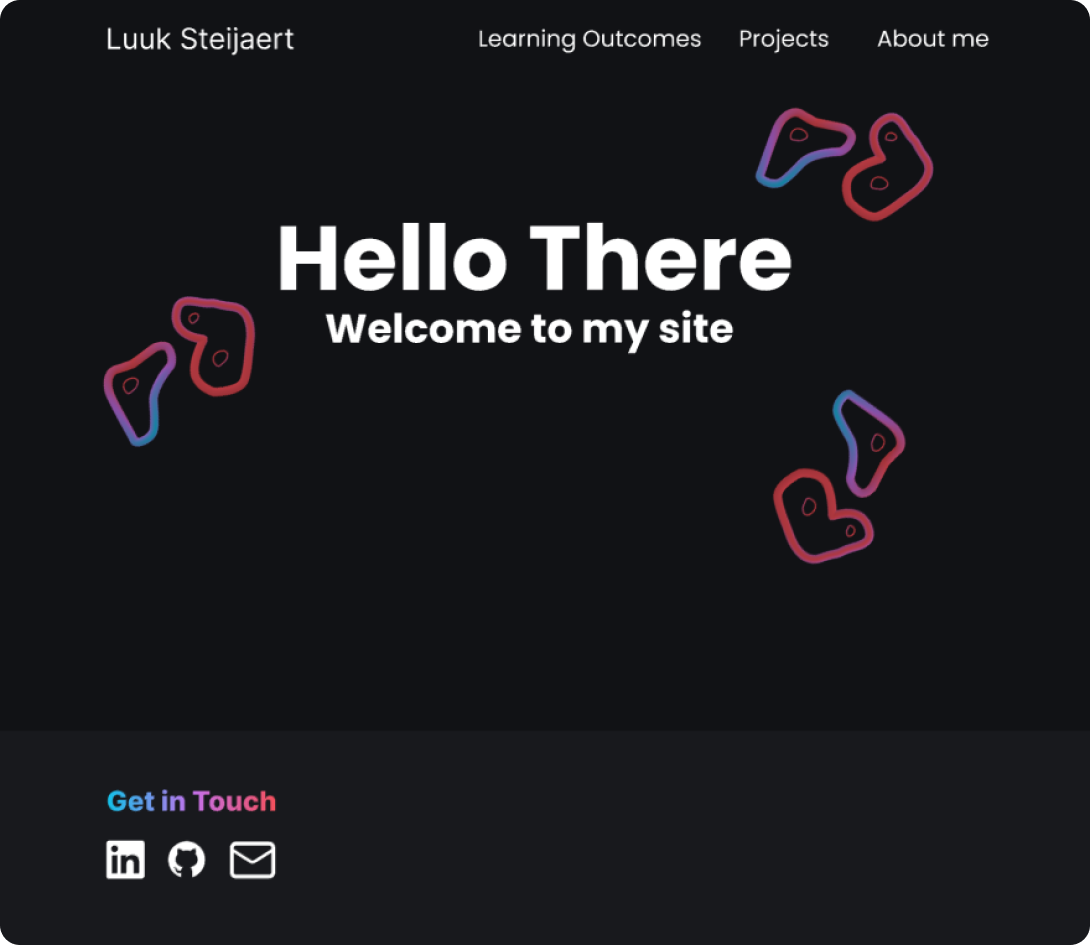 Luuk Steijaert
Learning Outcomes
Projects
About me
Hello There
Welcome to my site
Get in Touch
in